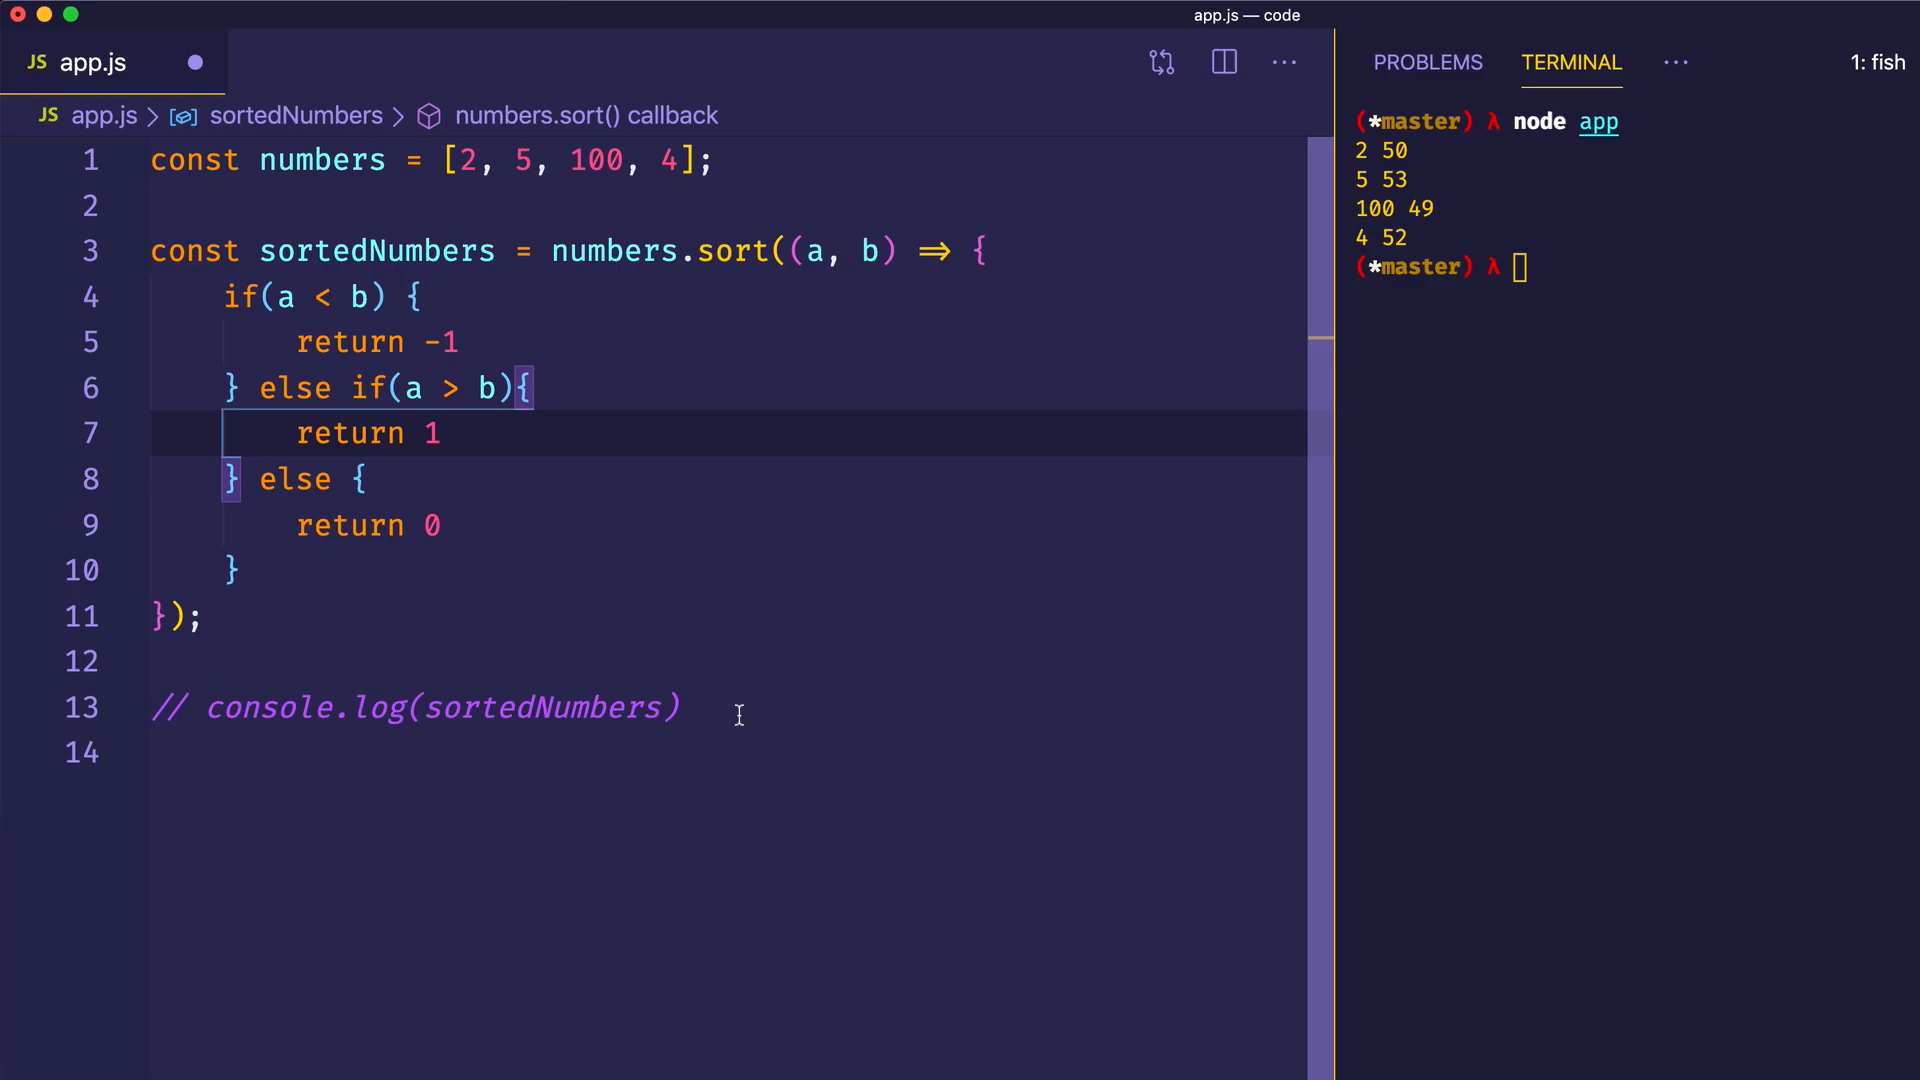 app.js — code
JS app.js
JS app.js > sortedNumbers > numbers.sort() callback
1 const numbers = [2, 5, 100, 4];
2
3 const sortedNumbers = numbers.sort((a, b) => {
4 if(a < b) {
5 return -1
6 } else if(a > b){
7 return 1
8 } else {
9 return 0
10 }
11 });
12
13 // console.log(sortedNumbers)
14
PROBLEMS TERMINAL ··· 1: fish
(*master) λ node app
2 50
5 53
100 49
4 52
(*master) λ